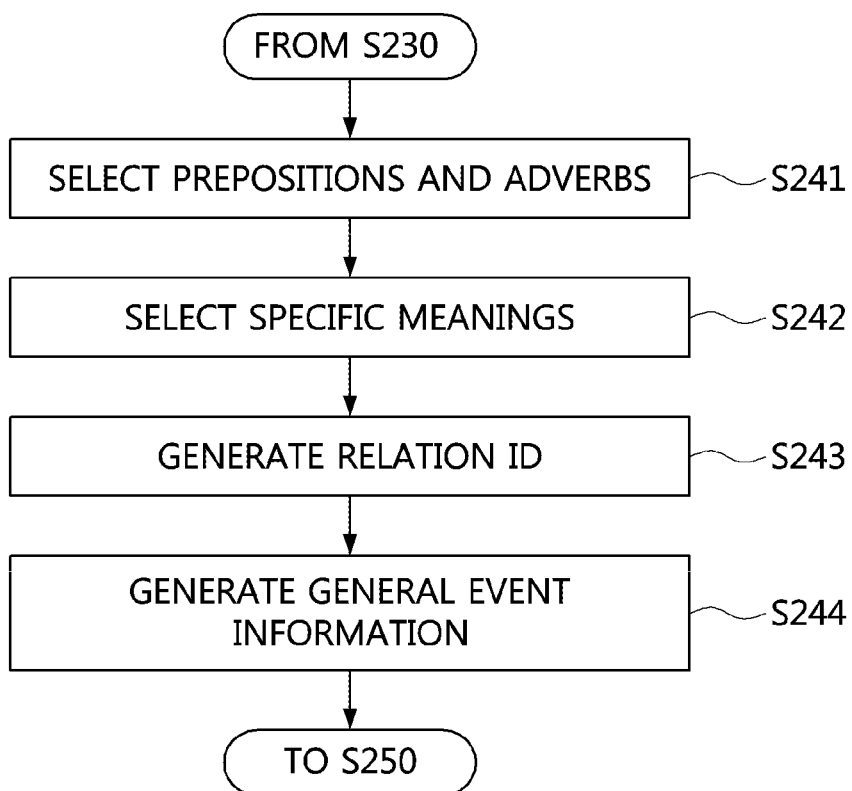 FROM S230
SELECT PREPOSITIONS AND ADVERBS
S241
SELECT SPECIFIC MEANINGS
S242
GENERATE RELATION ID
S243
GENERATE GENERAL EVENT
INFORMATION
S244
TO S250